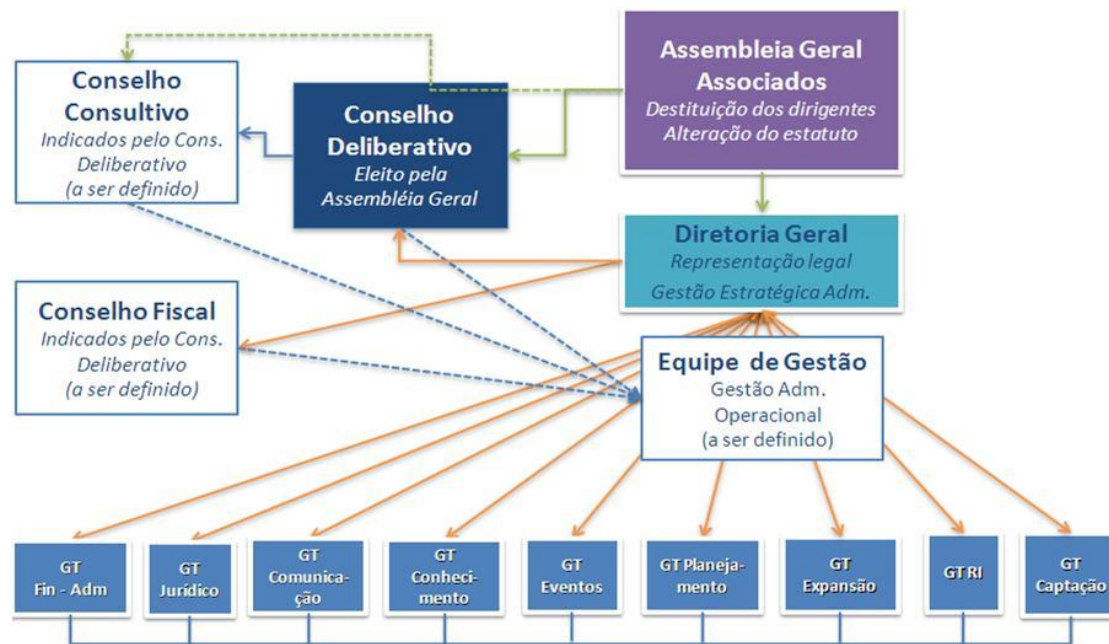 Assembleia Geral
Associados
Destituição dos dirigentes
Alteração do estatuto
Conselho
Consultivo
Indicados pelo Cons.
Deliberativo
(a ser definido)
Conselho
Deliberativo
Eleito pela
Assembléia Geral
Diretoria Geral
Representação legal
Gestão Estratégica Adm.
Conselho Fiscal
Indicados pelo Cons.
Deliberativo
(a ser definido)
Equipe de Gestão
Gestão Adm.
Operacional
(a ser definido)
GT
Fin - Adm
GT
Jurídico
GT
Comunica-
ção
GT
Conheci-
mento
GT
Eventos
GT Planeja-
mento
GT
Expansão
GT RI
GT
Captação